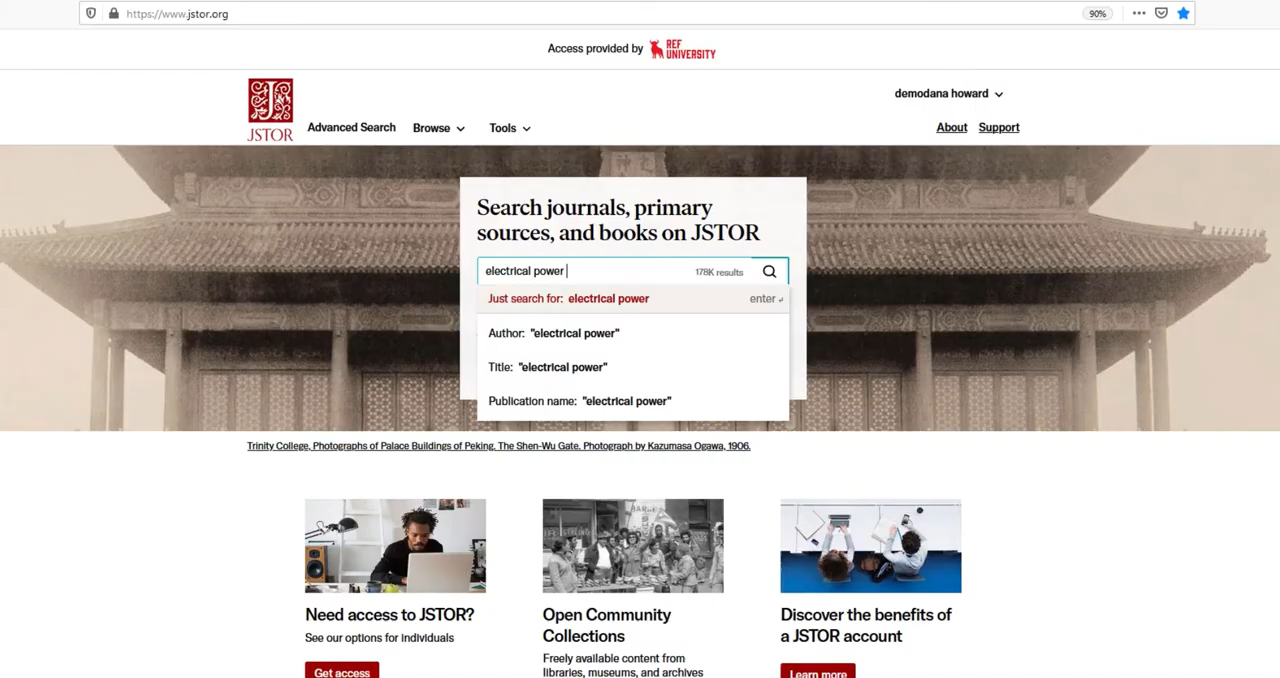 https://www.jstor.org
90%
Access provided by REF UNIVERSITY
demodana howard
JSTOR
Advanced Search Browse Tools
About Support
Search journals, primary
sources, and books on JSTOR
electrical power 178K results
Just search for: electrical power enter
Author: "electrical power"
Title: "electrical power"
Publication name: "electrical power"
Trinity College, Photographs of Palace Buildings of Peking. The Shen-Wu Gate. Photograph by Kazumasa Ogawa, 1906.
Need access to JSTOR?
See our options for individuals
Get access
Open Community
Collections
Freely available content from
libraries, museums, and archives
Discover the benefits of
a JSTOR account
Learn more